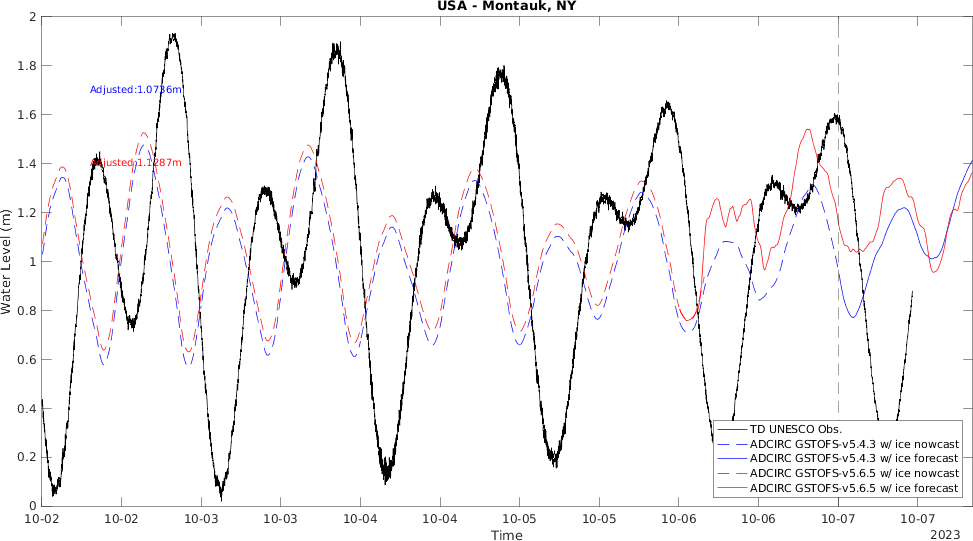 USA - Montauk, NY
2
1.8
1.6
1.4
1.2
1
0.8
0.6
0.4
0.2
0
Water Level (m)
Adjusted:1.0736m
Adjusted:1.1287m
TD UNESCO Obs.
ADCIRC GSTOFS-v5.4.3 w/ ice nowcast
ADCIRC GSTOFS-v5.4.3 w/ ice forecast
ADCIRC GSTOFS-v5.6.5 w/ ice nowcast
ADCIRC GSTOFS-v5.6.5 w/ ice forecast
10-02 10-02 10-03 10-03 10-04 10-04 10-05 10-05 10-06 10-06 10-07 10-07
Time
2023